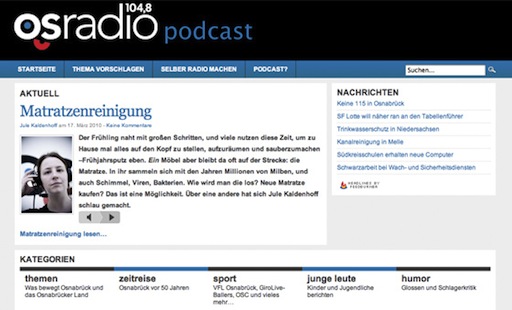 104,8
osradio podcast
STARTSEITE THEMA VORSCHLAGEN SELBER RADIO MACHEN PODCAST? Suchen...
AKTUELL
Matratzenreinigung
Jule Kaldenhoff am 17. März 2010 - Keine Kommentare
Der Frühling naht mit großen Schritten, und viele nutzen diese Zeit, um zu
Hause mal alles auf den Kopf zu stellen, aufzuräumen und sauberzumachen
–Frühjahrsputz eben. Ein Möbel aber bleibt da oft auf der Strecke: die
Matratze. In ihr sammeln sich mit den Jahren Millionen von Milben, und
auch Schimmel, Viren, Bakterien. Wie wird man die los? Neue Matratze
kaufen? Das ist eine Möglichkeit. Über eine andere hat sich Jule Kaldenhoff
schlau gemacht.
Matratzenreinigung lesen...
NACHRICHTEN
Keine 115 in Osnabrück
SF Lotte will näher ran an den Tabellenführer
Trinkwasserschutz in Niedersachsen
Kanalreinigung in Melle
Südkreisschulen erhalten neue Computer
Schwarzarbeit bei Wach- und Sicherheitsdiensten
HEADLINES BY
FEEDBURNER
KATEGORIEN
themen
Was bewegt Osnabrück und
das Osnabrücker Land
zeitreise
Osnabrück vor 50 Jahren
sport
VFL Osnabrück, GiroLive-
Ballers, OSC und vieles
mehr...
junge leute
Kinder und Jugendliche
berichten
humor
Glossen und Schlagerkritik